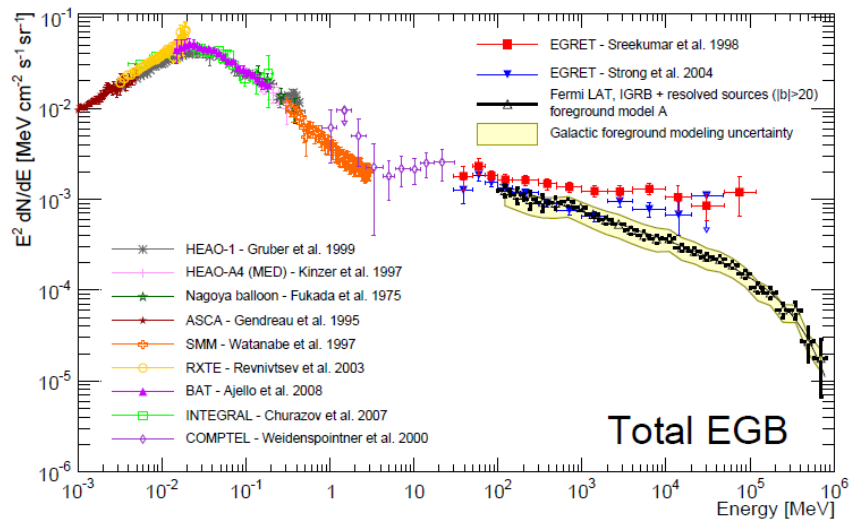 E² dN/dE [MeV cm⁻² s⁻¹ sr⁻¹]
10⁻¹
10⁻²
10⁻³
10⁻⁴
10⁻⁵
10⁻⁶
EGRET - Sreekumar et al. 1998
EGRET - Strong et al. 2004
Fermi LAT, IGRB + resolved sources (|b|>20)
foreground model A
Galactic foreground modeling uncertainty
HEAO-1 - Gruber et al. 1999
HEAO-A4 (MED) - Kinzer et al. 1997
Nagoya balloon - Fukada et al. 1975
ASCA - Gendreau et al. 1995
SMM - Watanabe et al. 1997
RXTE - Revnivtsev et al. 2003
BAT - Ajello et al. 2008
INTEGRAL - Churazov et al. 2007
COMPTEL - Weidenspointner et al. 2000
Total EGB
10⁻³ 10⁻² 10⁻¹ 1 10 10² 10³ 10⁴ 10⁵ 10⁶
Energy [MeV]